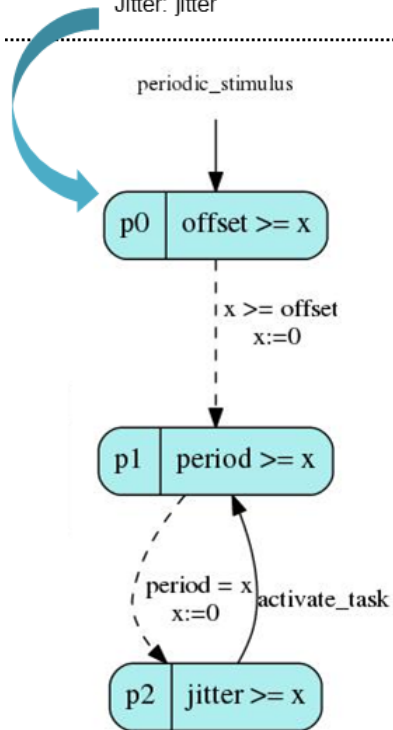 Jitter: jitter
periodic_stimulus
p0 offset >= x
x >= offset
x:=0
p1 period >= x
period = x
x:=0
activate_task
p2 jitter >= x